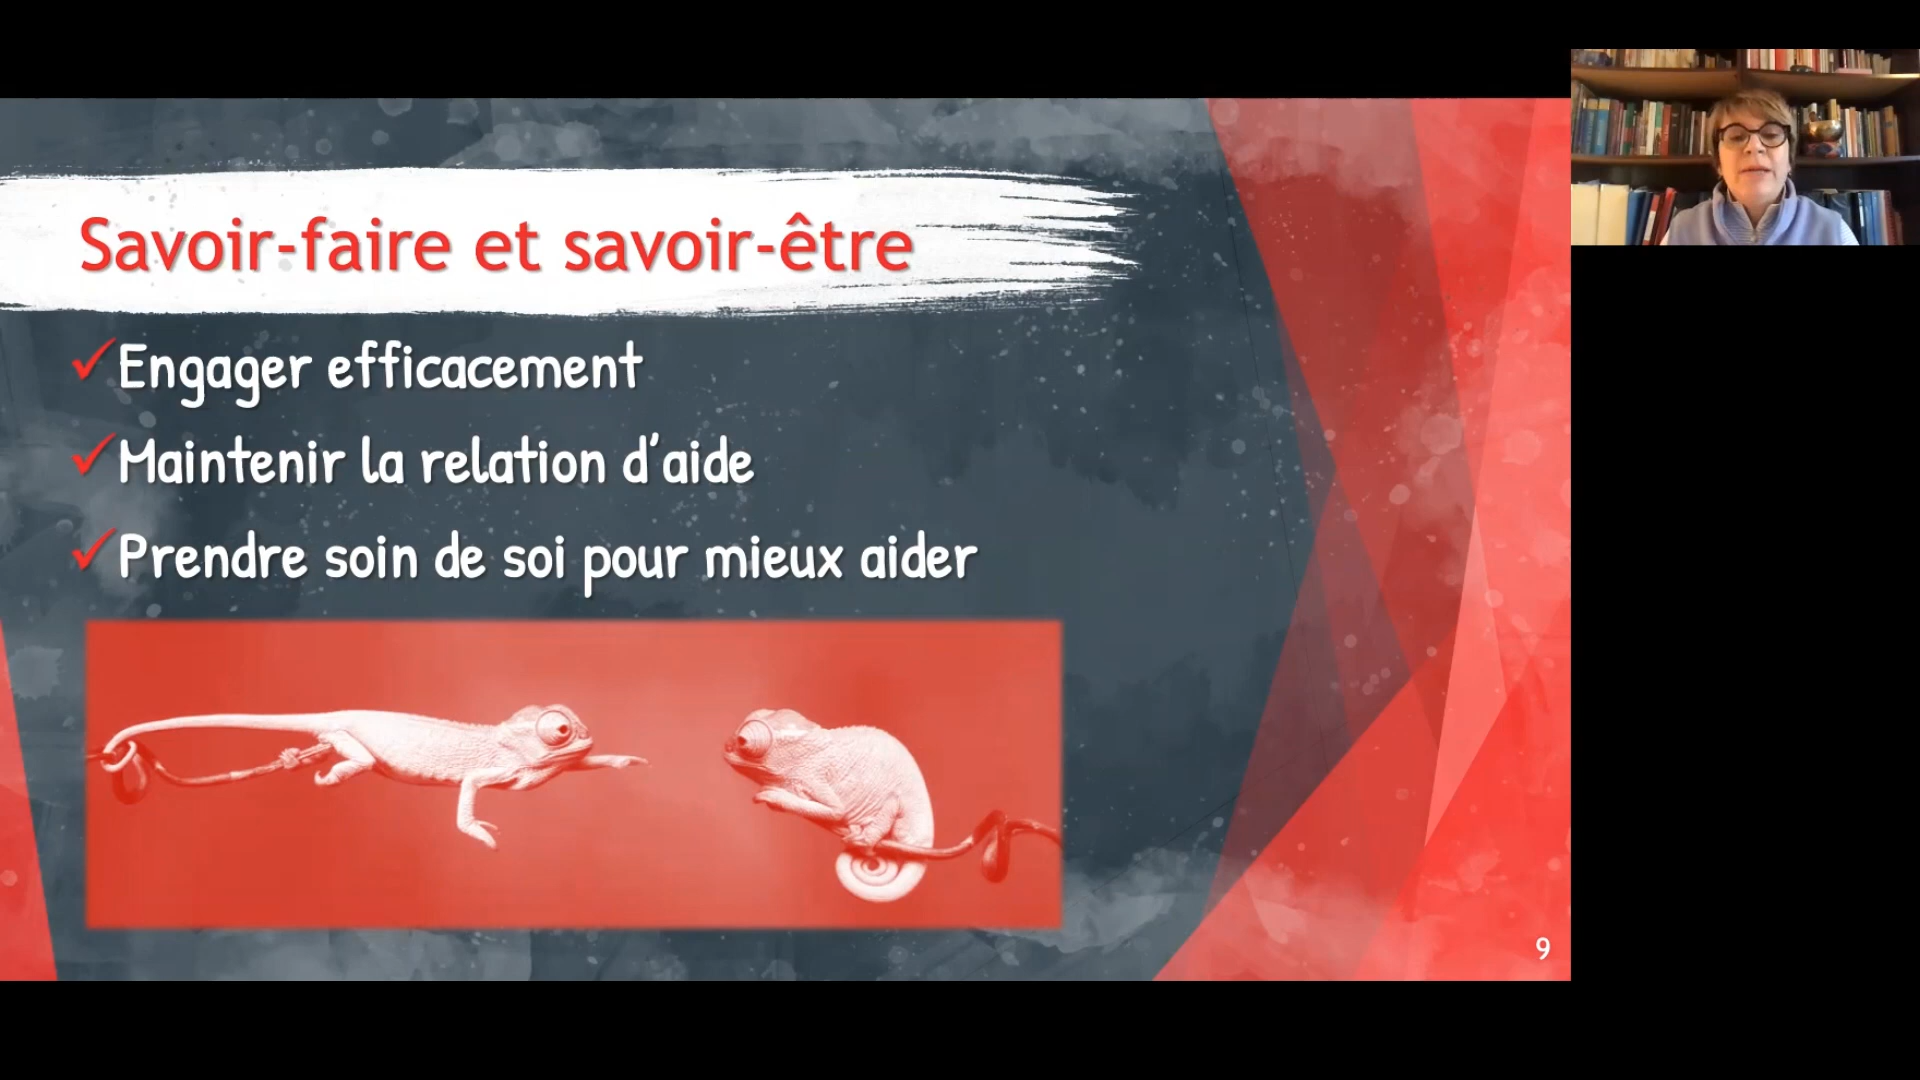 Savoir-faire et savoir-être
Engager efficacement
Maintenir la relation d'aide
Prendre soin de soi pour mieux aider
9